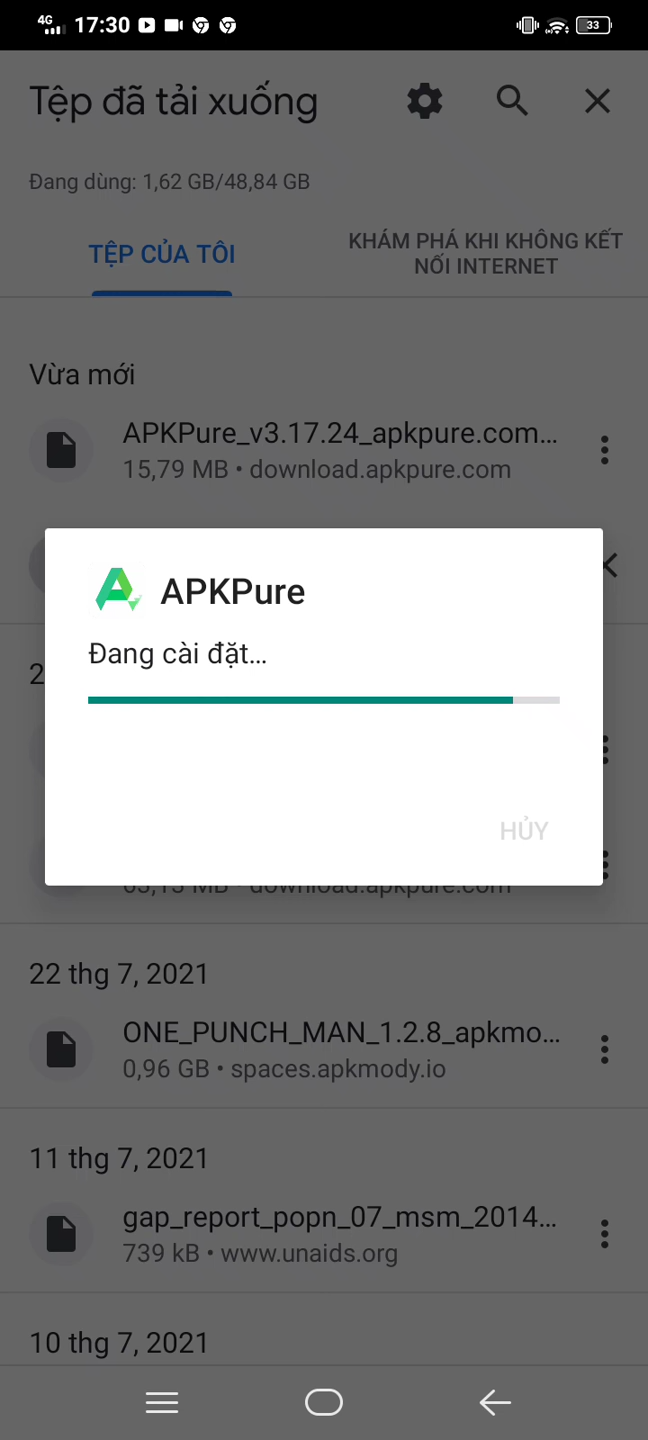 4G 17:30 33
Tệp đã tải xuống
Đang dùng: 1,62 GB/48,84 GB
TỆP CỦA TÔI
KHÁM PHÁ KHI KHÔNG KẾT
NỐI INTERNET
Vừa mới
APKPure_v3.17.24_apkpure.com...
15,79 MB • download.apkpure.com
2
APKPure
Đang cài đặt...
HỦY
22 thg 7, 2021
ONE_PUNCH_MAN_1.2.8_apkmo...
0,96 GB • spaces.apkmody.io
11 thg 7, 2021
gap_report_popn_07_msm_2014...
739 kB • www.unaids.org
10 thg 7, 2021